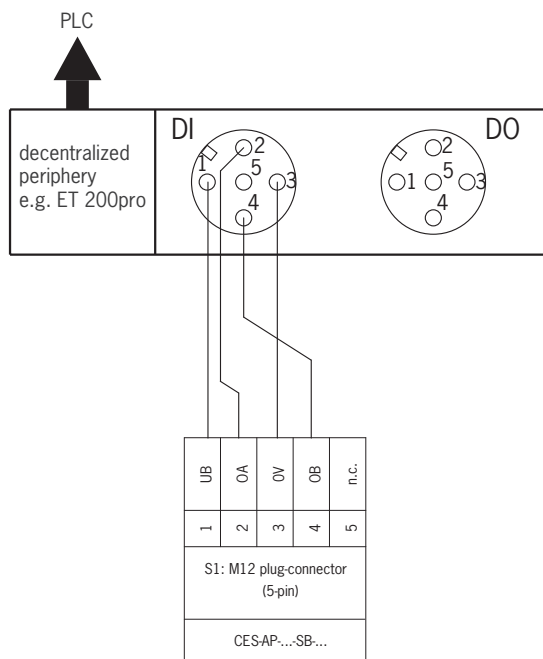 PLC
decentralized
periphery
e.g. ET 200pro
DI
1
2
5
3
4
DO
2
1
5
3
4
UB
OA
0V
OB
n.c.
1
2
3
4
5
S1: M12 plug-connector
(5-pin)
CES-AP-...-SB-...